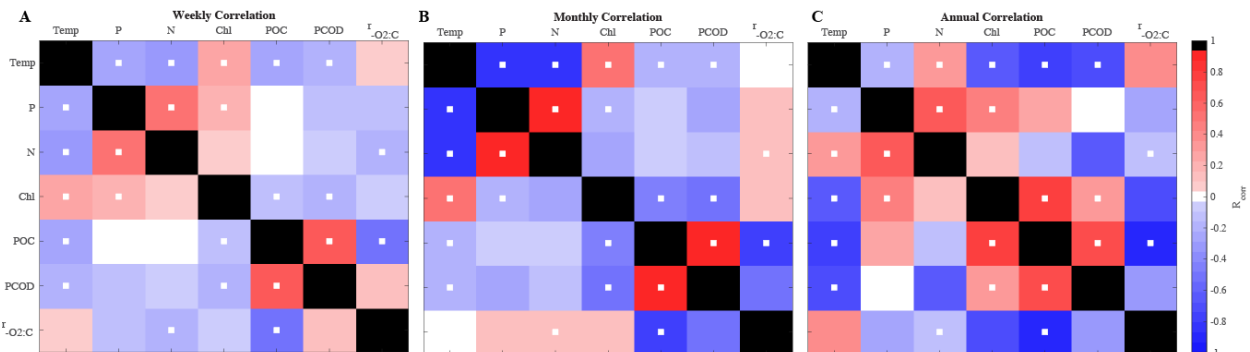 A Weekly Correlation
Temp P N Chl POC PCOD r-O2:C
Temp
P
N
Chl
POC
PCOD
r-O2:C
B Monthly Correlation
Temp P N Chl POC PCOD r-O2:C
C Annual Correlation
Temp P N Chl POC PCOD r-O2:C
1
0.8
0.6
0.4
0.2
0
-0.2
-0.4
-0.6
-0.8
-1
Rcorr